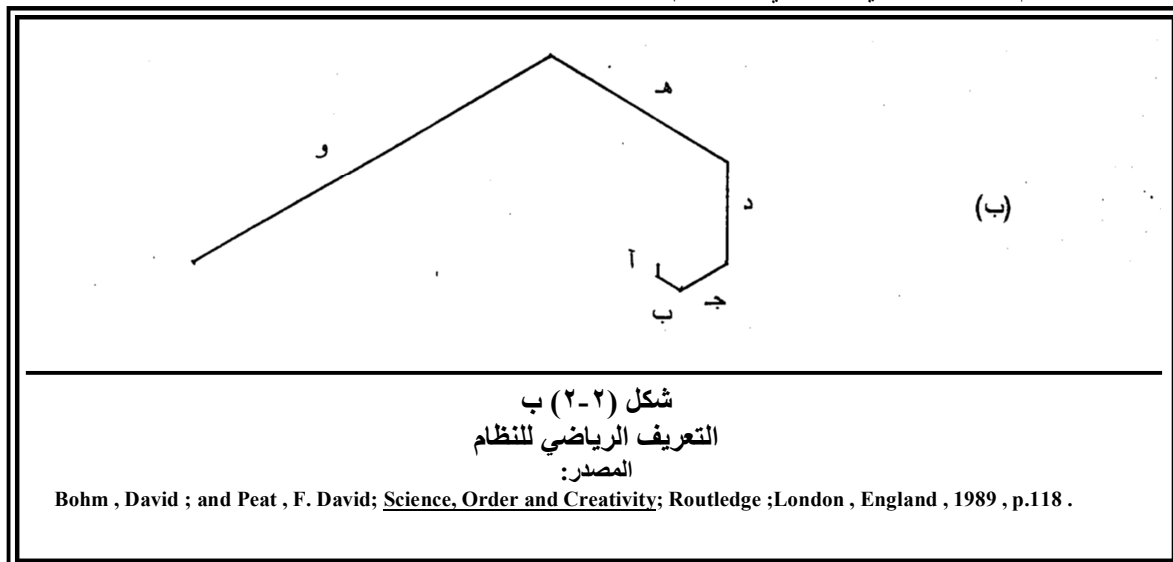 هـ
و
د
(ب)
آ
ب
جـ
شكل (٢-٢) ب
التعريف الرياضي للنظام
المصدر:
Bohm , David ; and Peat , F. David; Science, Order and Creativity; Routledge ;London , England , 1989 , p.118 .